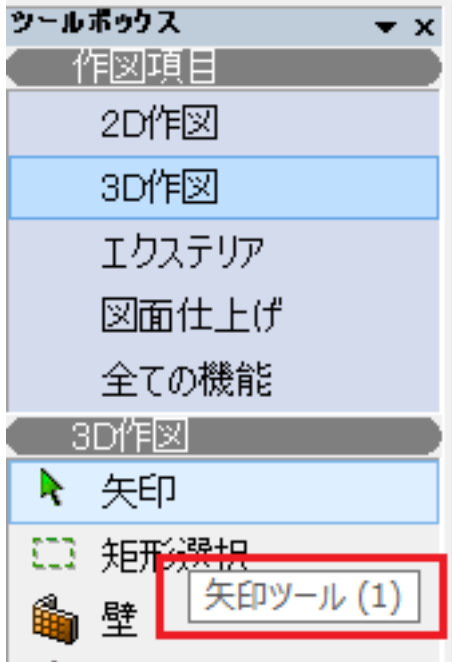 ツールボックス
作図項目
2D作図
3D作図
エクステリア
図面仕上げ
全ての機能
3D作図
矢印
矩形選択
矢印ツール (1)
壁